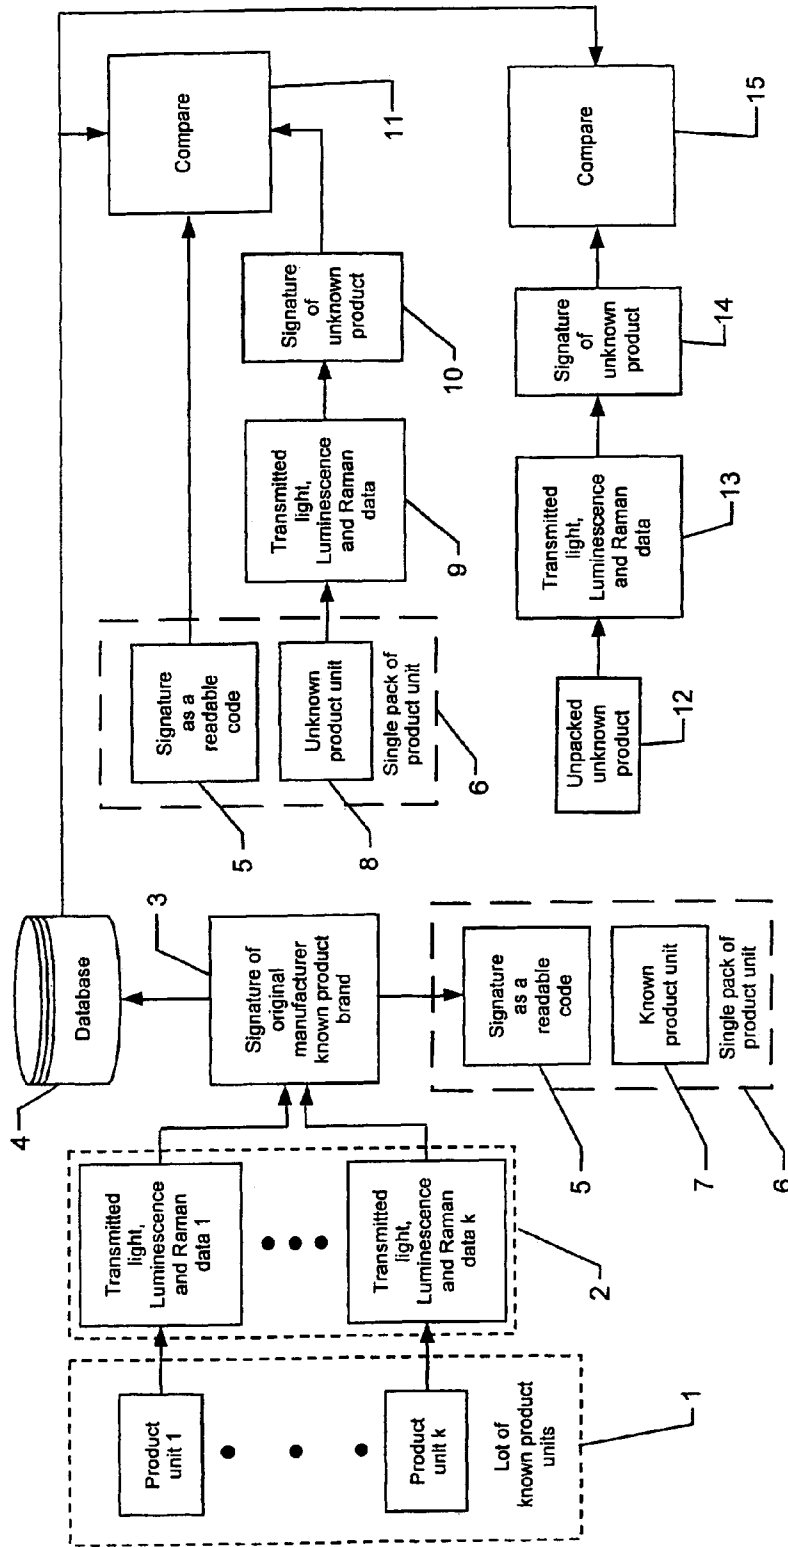 Product
unit 1
Product
unit k
Lot of
known product
units
1
Transmitted
light,
Luminescence
and Raman
data 1
Transmitted
light,
Luminescence
and Raman
data k
2
Signature of
original
manufacturer
known product
brand
3
Database
4
Signature
as a
readable
code
5
Known
product unit
7
Single pack of
product unit
6
Signature
as a
readable
code
5
Unknown
product unit
8
Single pack of
product unit
6
Transmitted
light,
Luminescence
and Raman
data
9
Signature
of
unknown
product
10
Compare
11
Unpacked
unknown
product
12
Transmitted
light,
Luminescence
and Raman
data
13
Signature
of
unknown
product
14
Compare
15